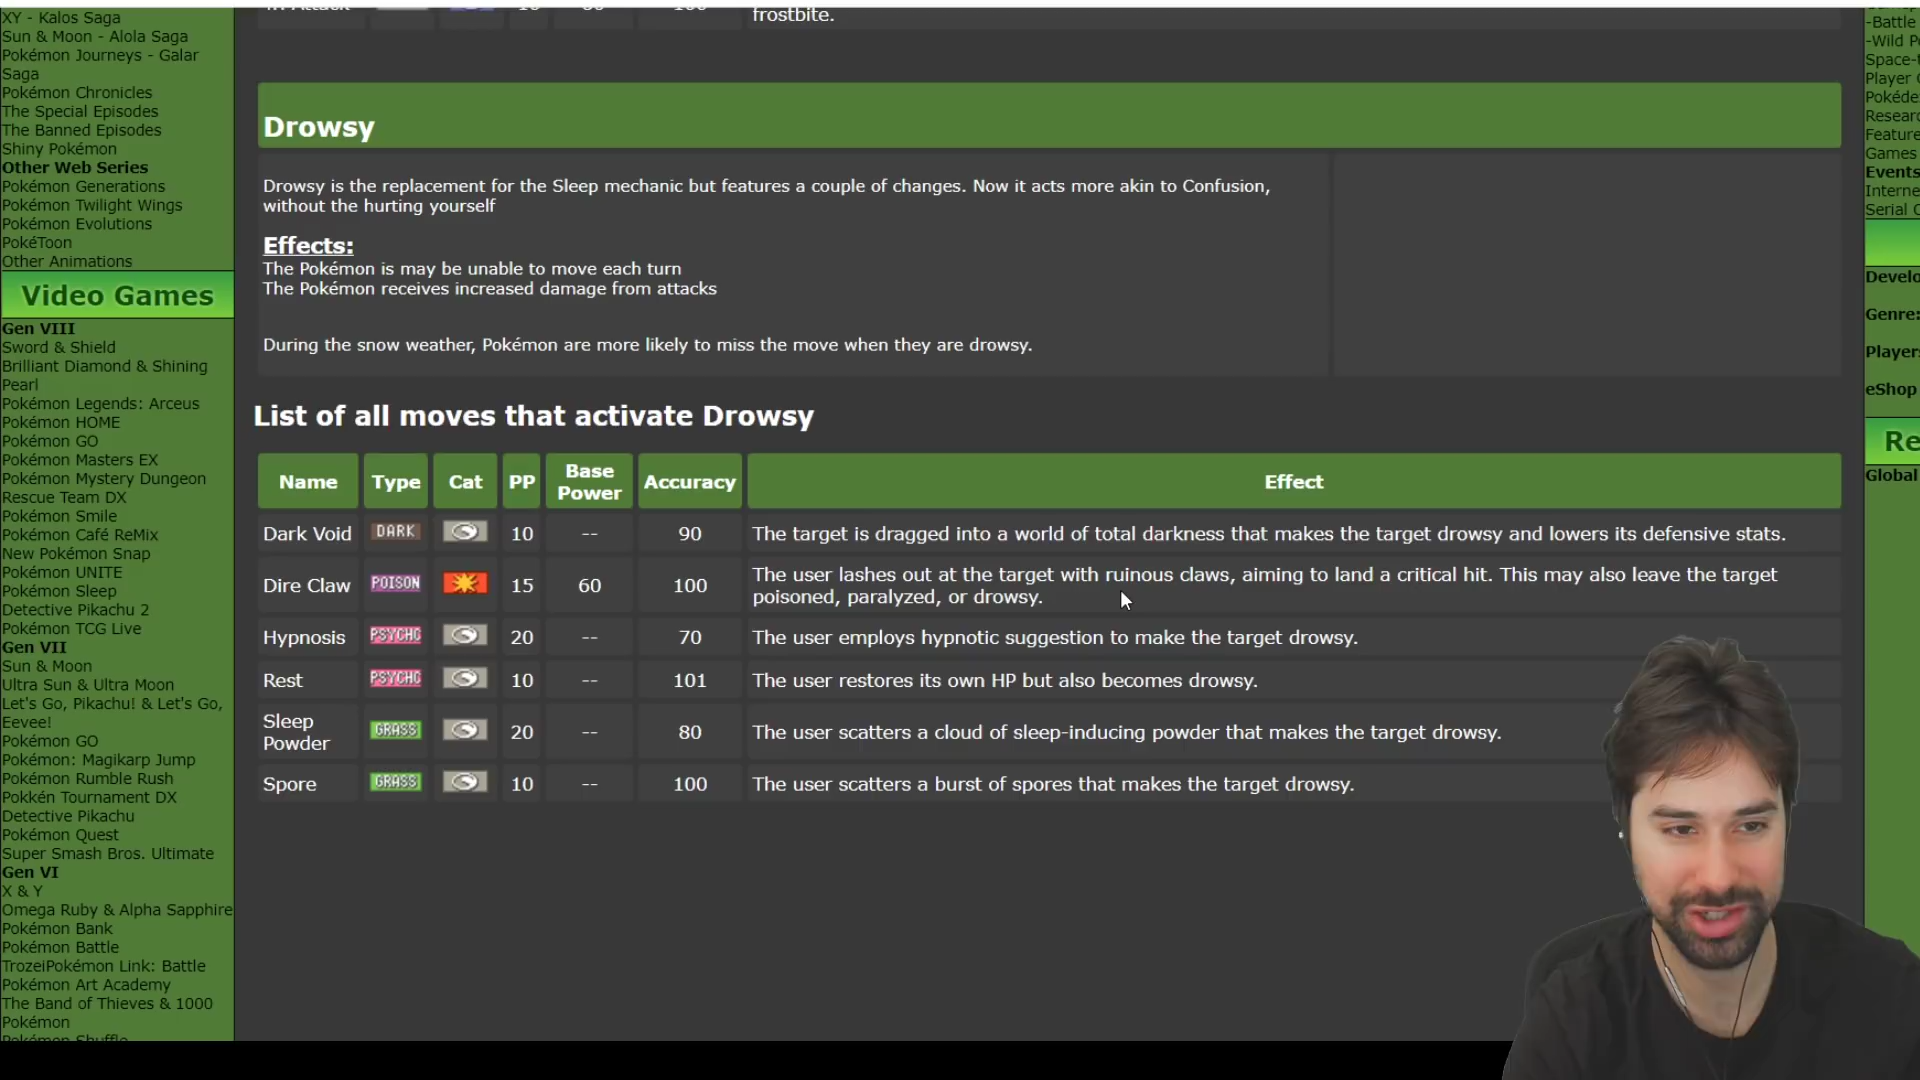 XY - Kalos Saga
Sun & Moon - Alola Saga
Pokémon Journeys - Galar
Saga
Pokémon Chronicles
The Special Episodes
The Banned Episodes
Shiny Pokémon
Other Web Series
Pokémon Generations
Pokémon Twilight Wings
Pokémon Evolutions
PokéToon
Other Animations
Video Games
Gen VIII
Sword & Shield
Brilliant Diamond & Shining
Pearl
Pokémon Legends: Arceus
Pokémon HOME
Pokémon GO
Pokémon Masters EX
Pokémon Mystery Dungeon
Rescue Team DX
Pokémon Smile
Pokémon Café ReMix
New Pokémon Snap
Pokémon UNITE
Pokémon Sleep
Detective Pikachu 2
Pokémon TCG Live
Gen VII
Sun & Moon
Ultra Sun & Ultra Moon
Let's Go, Pikachu! & Let's Go,
Eevee!
Pokémon GO
Pokémon: Magikarp Jump
Pokémon Rumble Rush
Pokkén Tournament DX
Detective Pikachu
Pokémon Quest
Super Smash Bros. Ultimate
Gen VI
X & Y
Omega Ruby & Alpha Sapphire
Pokémon Bank
Pokémon Battle
TrozeiPokémon Link: Battle
Pokémon Art Academy
The Band of Thieves & 1000
Pokémon
Pokémon Shuffle
frostbite.
Drowsy
Drowsy is the replacement for the Sleep mechanic but features a couple of changes. Now it acts more akin to Confusion,
without the hurting yourself
Effects:
The Pokémon is may be unable to move each turn
The Pokémon receives increased damage from attacks
During the snow weather, Pokémon are more likely to miss the move when they are drowsy.
List of all moves that activate Drowsy
Name Type Cat PP Base Power Accuracy Effect
Dark Void DARK 10 -- 90 The target is dragged into a world of total darkness that makes the target drowsy and lowers its defensive stats.
Dire Claw POISON 15 60 100 The user lashes out at the target with ruinous claws, aiming to land a critical hit. This may also leave the target
poisoned, paralyzed, or drowsy.
Hypnosis PSYCHC 20 -- 70 The user employs hypnotic suggestion to make the target drowsy.
Rest PSYCHC 10 -- 101 The user restores its own HP but also becomes drowsy.
Sleep
Powder GRASS 20 -- 80 The user scatters a cloud of sleep-inducing powder that makes the target drowsy.
Spore GRASS 10 -- 100 The user scatters a burst of spores that makes the target drowsy.
-Battle
-Wild P
Space-
Player
Pokéde
Resear
Feature
Games
Events
Interne
Serial
Develo
Genre:
Players
eShop
Re
Global